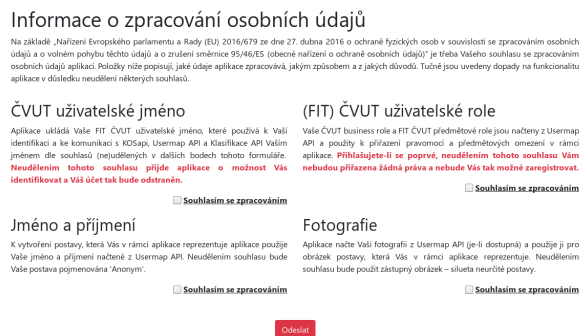 Informace o zpracování osobních údajů
Na základě „Nařízení Evropského parlamentu a Rady (EU) 2016/679 ze dne 27. dubna 2016 o ochraně fyzických osob v souvislosti se zpracováním osobních
údajů a o volném pohybu těchto údajů a o zrušení směrnice 95/46/ES (obecné nařízení o ochraně osobních údajů)" je třeba Vašeho souhlasu se zpracováním
osobních údajů aplikací. Položky níže popisují, jaké údaje aplikace zpracovává, jakým způsobem a z jakých důvodů. Tučně jsou uvedeny dopady na funkcionalitu
aplikace v důsledku neudělení některých souhlasů.
ČVUT uživatelské jméno
Aplikace ukládá Vaše FIT ČVUT uživatelské jméno, které používá k Vaší
identifikaci a ke komunikaci s KOSapi, Usermap API a Klasifikace API Vaším
jménem dle souhlasů (ne)udělených v dalších bodech tohoto formuláře.
Neudělením tohoto souhlasu přijde aplikace o možnost Vás
identifikovat a Váš účet tak bude odstraněn.
Souhlasím se zpracováním
(FIT) ČVUT uživatelské role
Vaše ČVUT business role a FIT ČVUT předmětové role jsou načteny z Usermap
API a použity k přiřazení pravomocí a předmětových omezení v rámci
aplikace. Přihlašujete-li se poprvé, neudělením tohoto souhlasu Vám
nebudou přiřazena žádná práva a nebude Vás tak možné zaregistrovat.
Souhlasím se zpracováním
Jméno a příjmení
K vytvoření postavy, která Vás v rámci aplikace reprezentuje aplikace použije
Vaše jméno a příjmení načtené z Usermap API. Neudělením souhlasu bude
Vaše postava pojmenována 'Anonym'.
Souhlasím se zpracováním
Fotografie
Aplikace načte Vaši fotografii z Usermap API (je-li dostupná) a použije ji pro
obrázek postavy, která Vás v rámci aplikace reprezentuje. Neudělením
souhlasu bude použit zástupný obrázek – silueta neurčité postavy.
Souhlasím se zpracováním
Odeslat